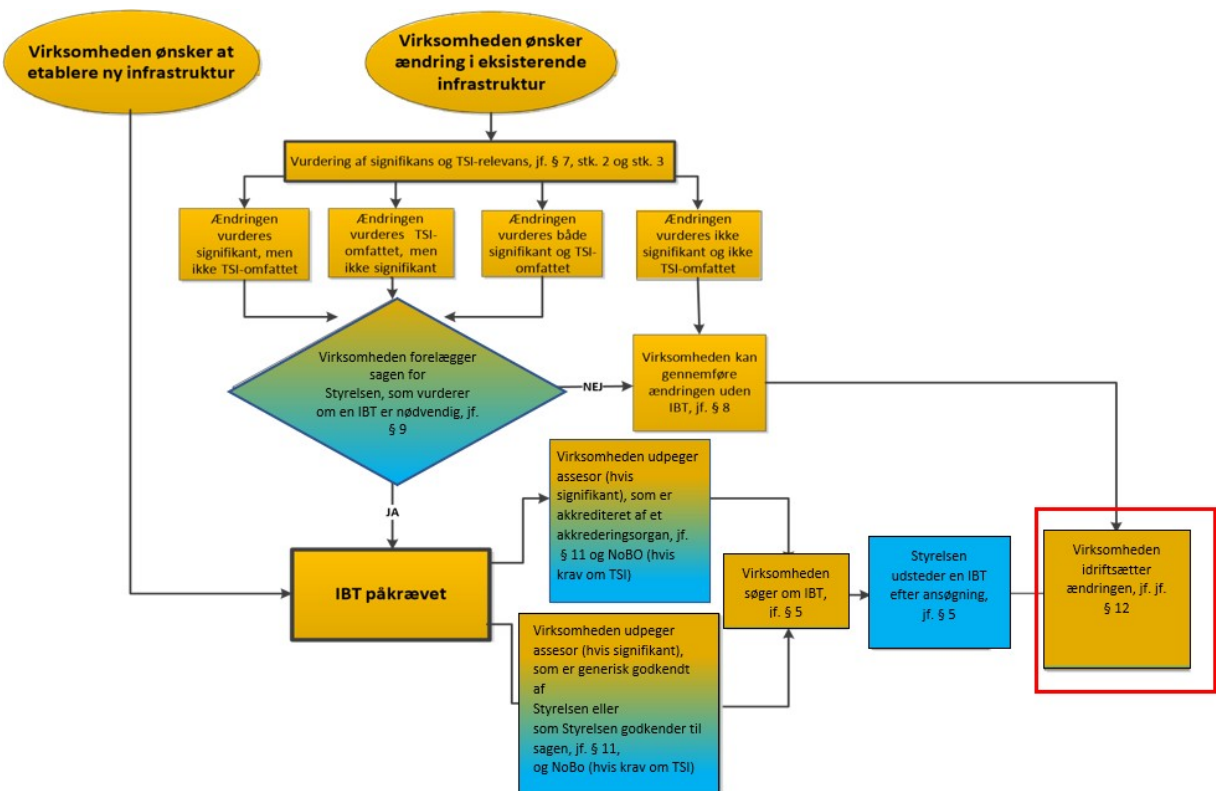 Virksomheden ønsker at
etablere ny infrastruktur
Virksomheden ønsker
ændring i eksisterende
infrastruktur
Vurdering af signifikans og TSI-relevans, jf. § 7, stk. 2 og stk. 3
Ændringen
vurderes
signifikant, men
ikke TSI-omfattet
Ændringen
vurderes TSI-
omfattet, men
ikke signifikant
Ændringen
vurderes både
signifikant og TSI-
omfattet
Ændringen
vurderes ikke
signifikant og ikke
TSI-omfattet
Virksomheden forelægger
sagen for
Styrelsen, som vurderer
om en IBT er nødvendig, jf.
§ 9
NEJ
Virksomheden kan
gennemføre
ændringen uden
IBT, jf. § 8
JA
IBT påkrævet
Virksomheden udpeger
assesor (hvis
signifikant), som er
akkrediteret af et
akkrederingsorgan, jf.
§ 11 og NoBO (hvis
krav om TSI)
Virksomheden udpeger
assesor (hvis signifikant),
som er generisk godkendt
af
Styrelsen eller
som Styrelsen godkender til
sagen, jf. § 11,
og NoBo (hvis krav om TSI)
Virksomheden
søger om IBT,
jf. § 5
Styrelsen
udsteder en IBT
efter ansøgning,
jf. § 5
Virksomheden
idriftsætter
ændringen, jf. jf.
§ 12